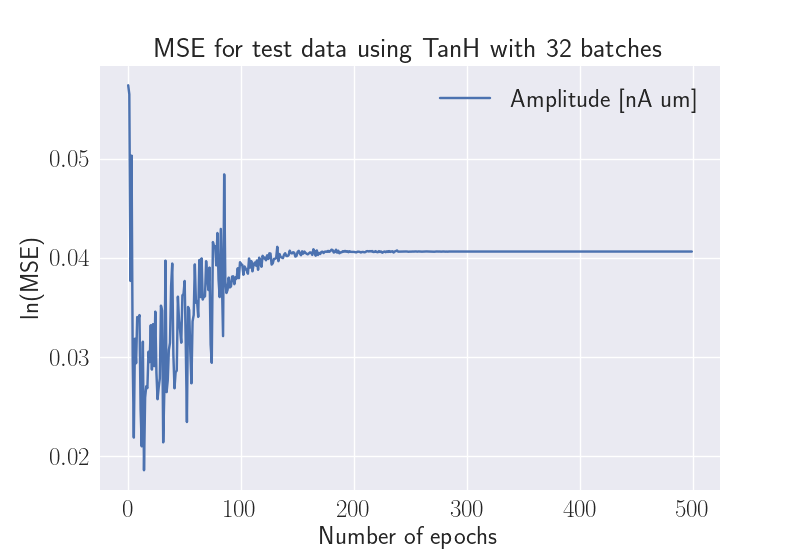 MSE for test data using TanH with 32 batches
Amplitude [nA um]
ln(MSE)
0.05
0.04
0.03
0.02
0 100 200 300 400 500
Number of epochs